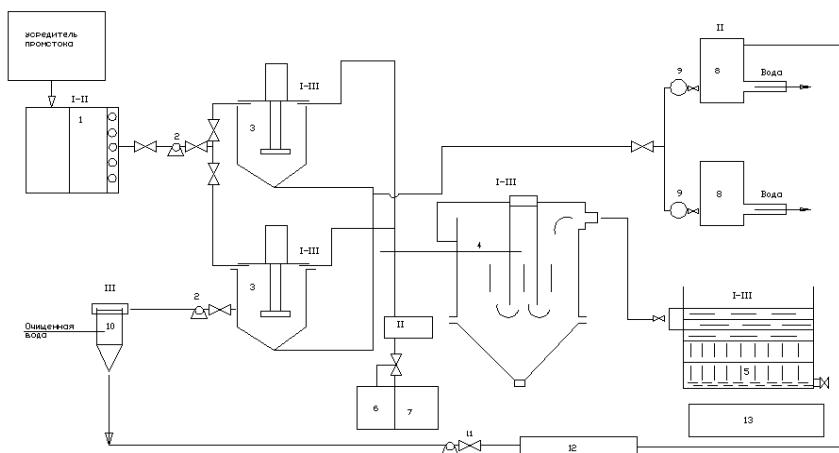 Усредитель
промстока
I-II
1
2
I-III
3
I-III
3
2
III
10
Очищенная
вода
II
6
7
I-III
4
II
9
8
Вода
9
8
Вода
I-III
5
13
11
12